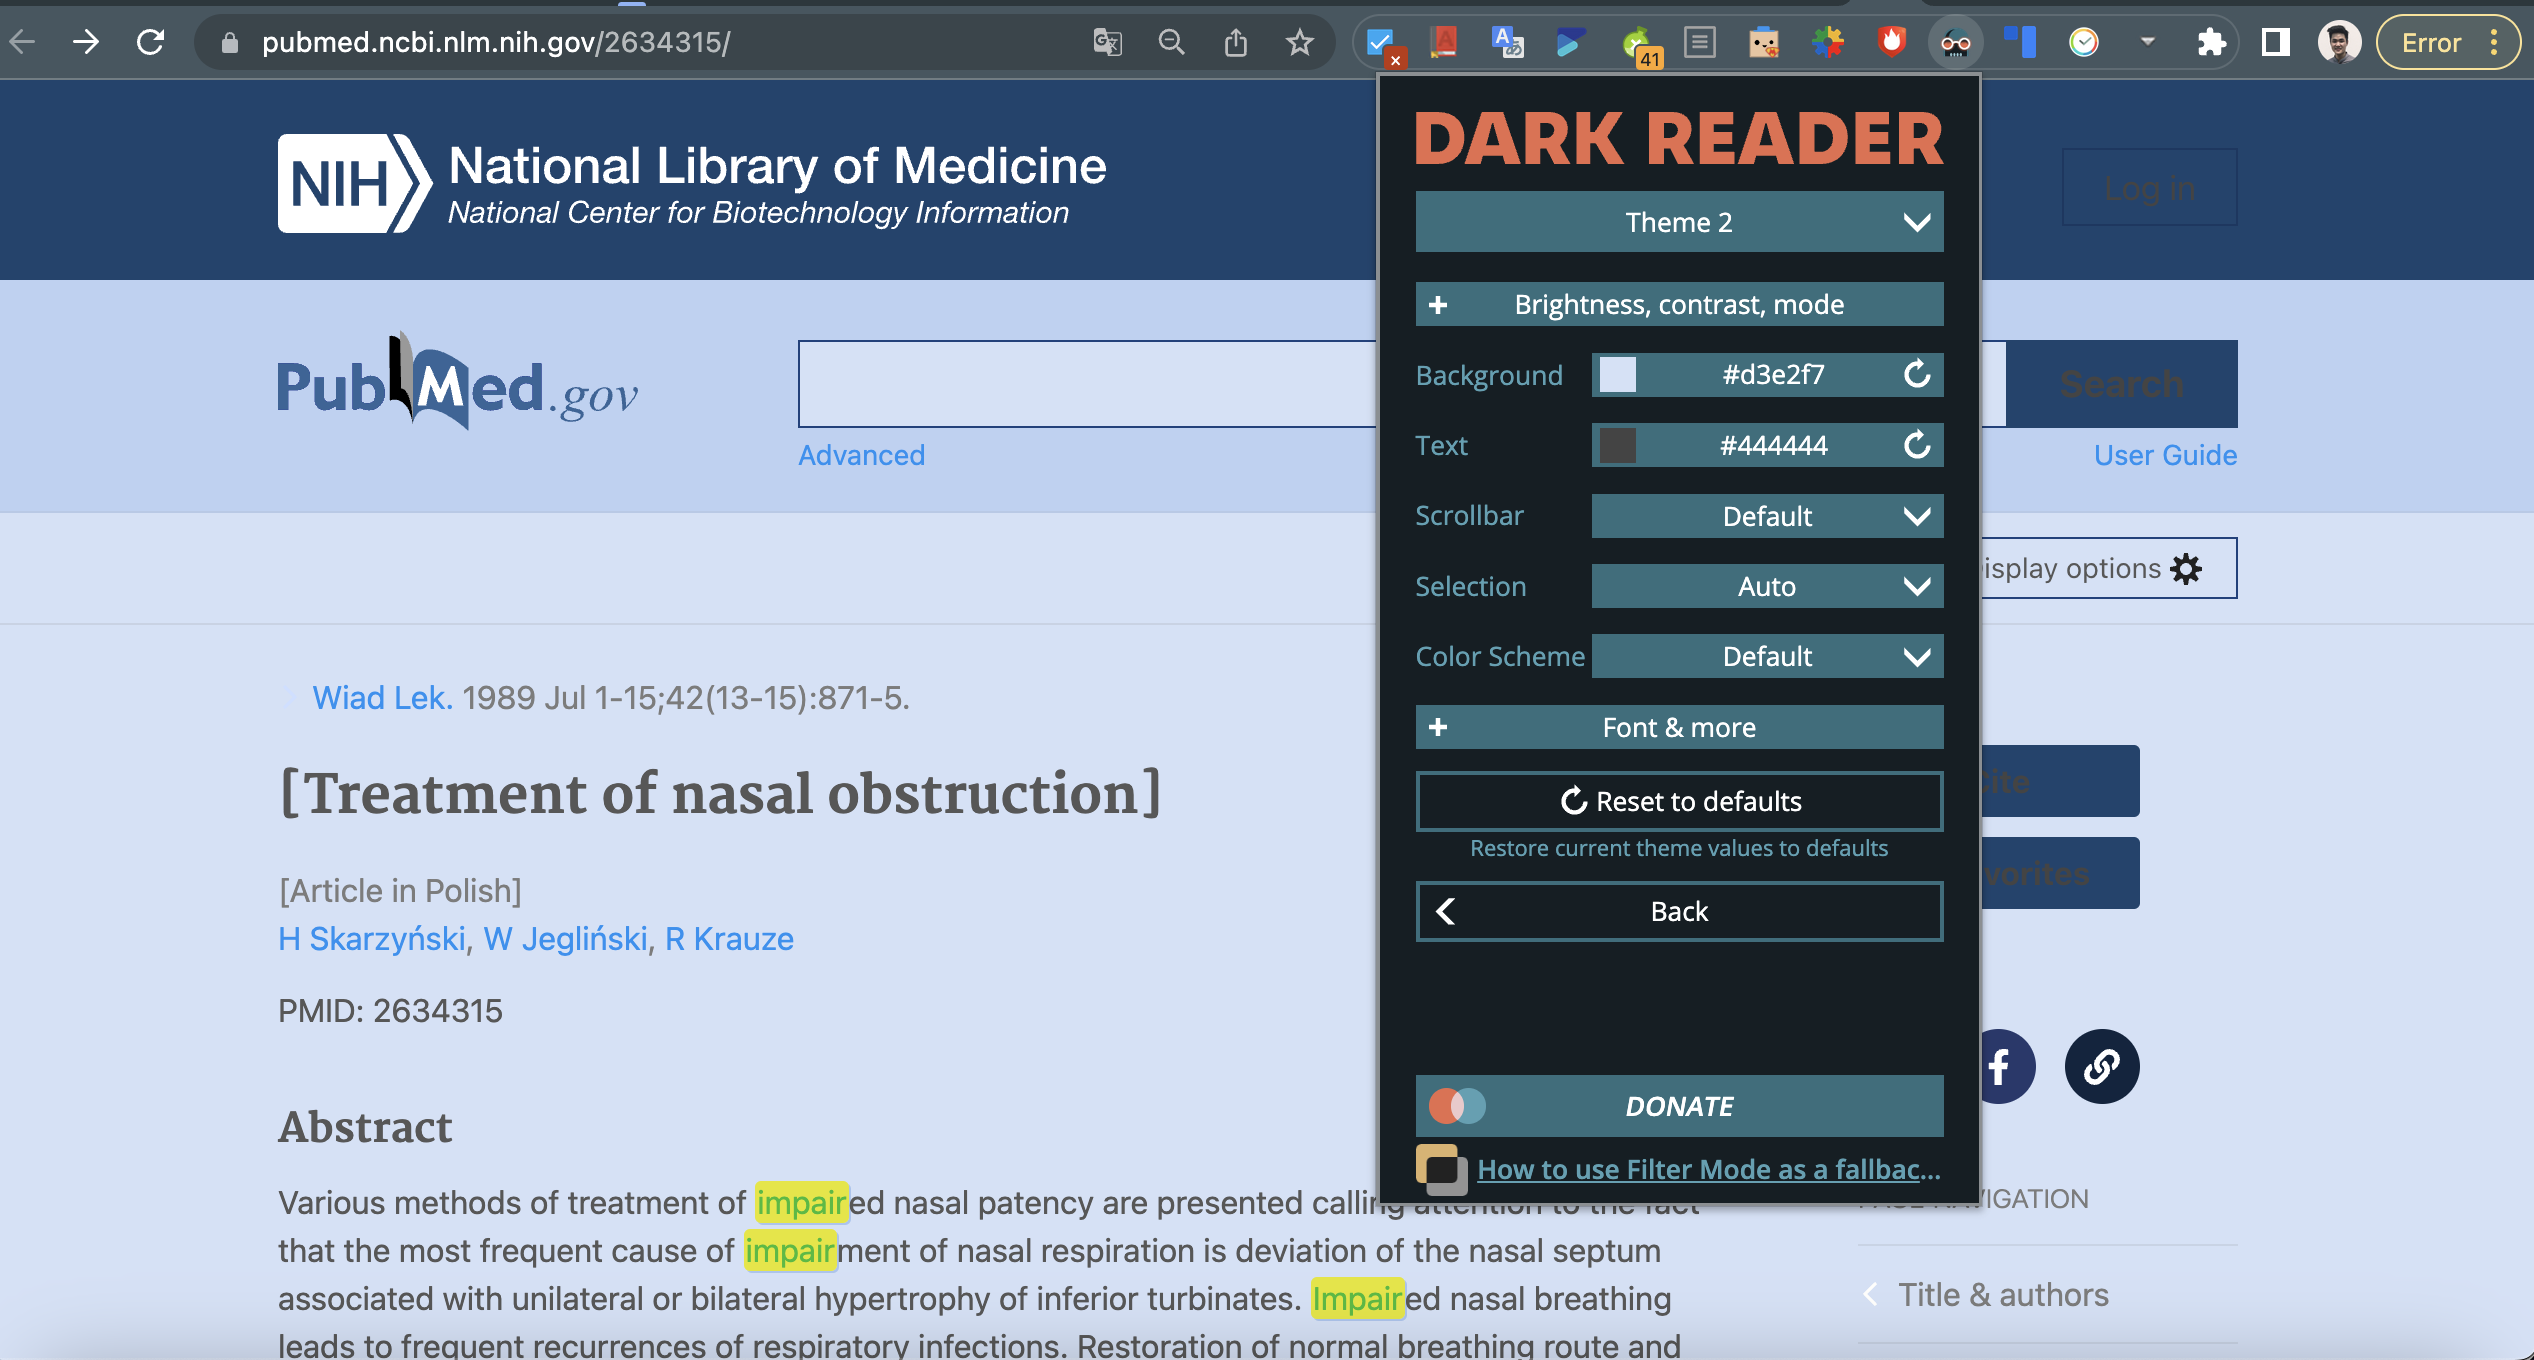 pubmed.ncbi.nlm.nih.gov/2634315/
41
Error
NIH
National Library of Medicine
National Center for Biotechnology Information
Log in
PubMed.gov
Search
Advanced
User Guide
isplay options
Wiad Lek. 1989 Jul 1-15;42(13-15):871-5.
[Treatment of nasal obstruction]
[Article in Polish]
H Skarzyński, W Jegliński, R Krauze
PMID: 2634315
Abstract
Various methods of treatment of impaired nasal patency are presented calling attention to the fact
that the most frequent cause of impairment of nasal respiration is deviation of the nasal septum
associated with unilateral or bilateral hypertrophy of inferior turbinates. Impaired nasal breathing
leads to frequent recurrences of respiratory infections. Restoration of normal breathing route and
DARK READER
Theme 2
Brightness, contrast, mode
Background #d3e2f7
Text #444444
Scrollbar Default
Selection Auto
Color Scheme Default
Font & more
Reset to defaults
Restore current theme values to defaults
Back
DONATE
How to use Filter Mode as a fallbac...
ite
vorites
VIGATION
Title & authors